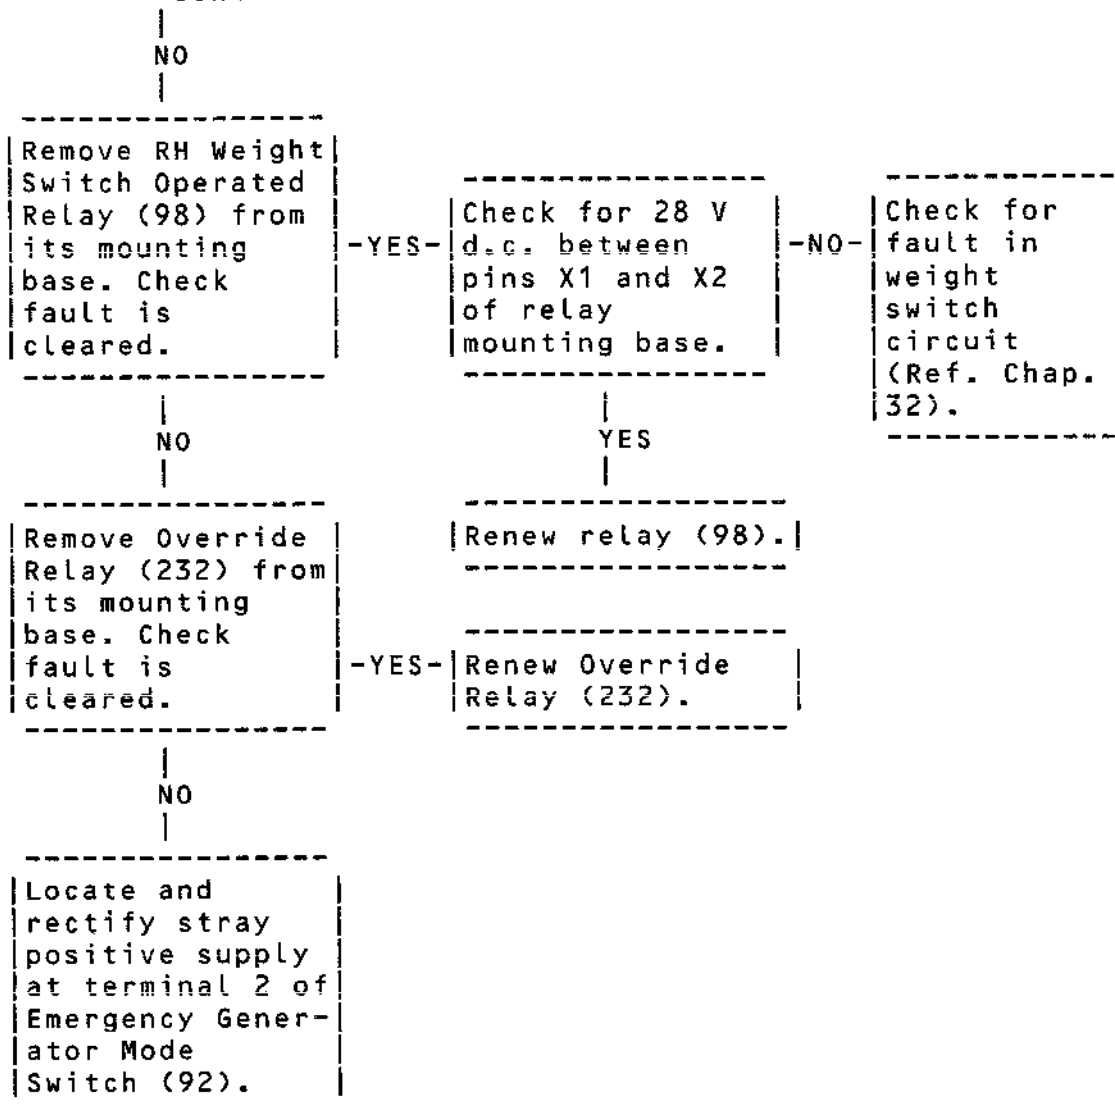 NO
Remove RH Weight
Switch Operated
Relay (98) from
its mounting
base. Check
fault is
cleared.
-YES-
Check for 28 V
d.c. between
pins X1 and X2
of relay
mounting base.
-NO-
Check for
fault in
weight
switch
circuit
(Ref. Chap.
32).
NO
YES
Renew relay (98).
Remove Override
Relay (232) from
its mounting
base. Check
fault is
cleared.
-YES-
Renew Override
Relay (232).
NO
Locate and
rectify stray
positive supply
at terminal 2 of
Emergency Gener-
ator Mode
Switch (92).